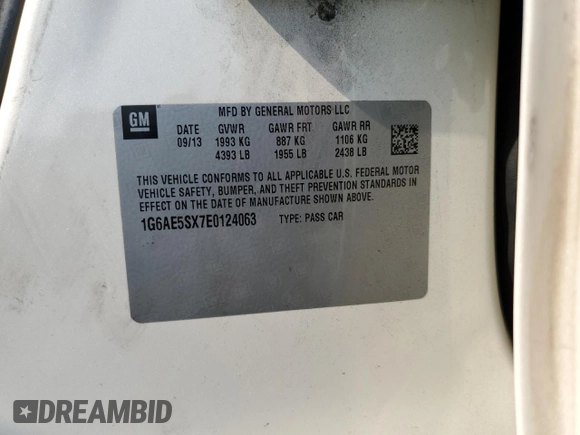 GM
MFD BY GENERAL MOTORS LLC
DATE GVWR GAWR FRT GAWR RR
09/13 1993 KG 887 KG 1106 KG
4393 LB 1955 LB 2438 LB
THIS VEHICLE CONFORMS TO ALL APPLICABLE U.S. FEDERAL MOTOR
VEHICLE SAFETY, BUMPER, AND THEFT PREVENTION STANDARDS IN
EFFECT ON THE DATE OF MANUFACTURE SHOWN ABOVE.
1G6AE5SX7E0124063 TYPE: PASS CAR
DREAMBID